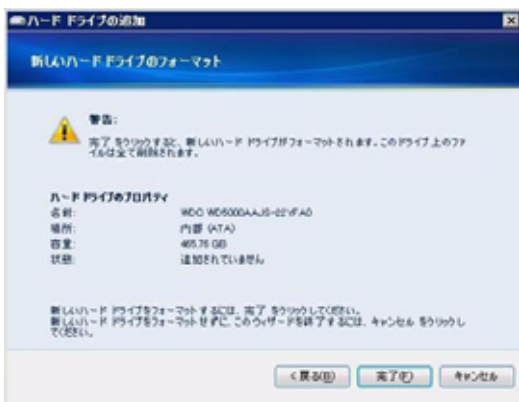 ハード ドライブの追加
新しいハード ドライブのフォーマット
警告:
完了 をクリックすると、新しいハード ドライブがフォーマットされます。このドライブ上のファ
イルは全て削除されます。
ハード ドライブのプロパティ
名前: WDC WD5000AAJS-22YFA0
場所: 内部 (ATA)
容量: 465.76 GB
状態: 追加されていません
新しいハード ドライブをフォーマットするには、完了 をクリックしてください。
新しいハード ドライブをフォーマットせずに、このウィザードを終了するには、キャンセル をクリックし
てください。
< 戻る(B)
完了(F)
キャンセル